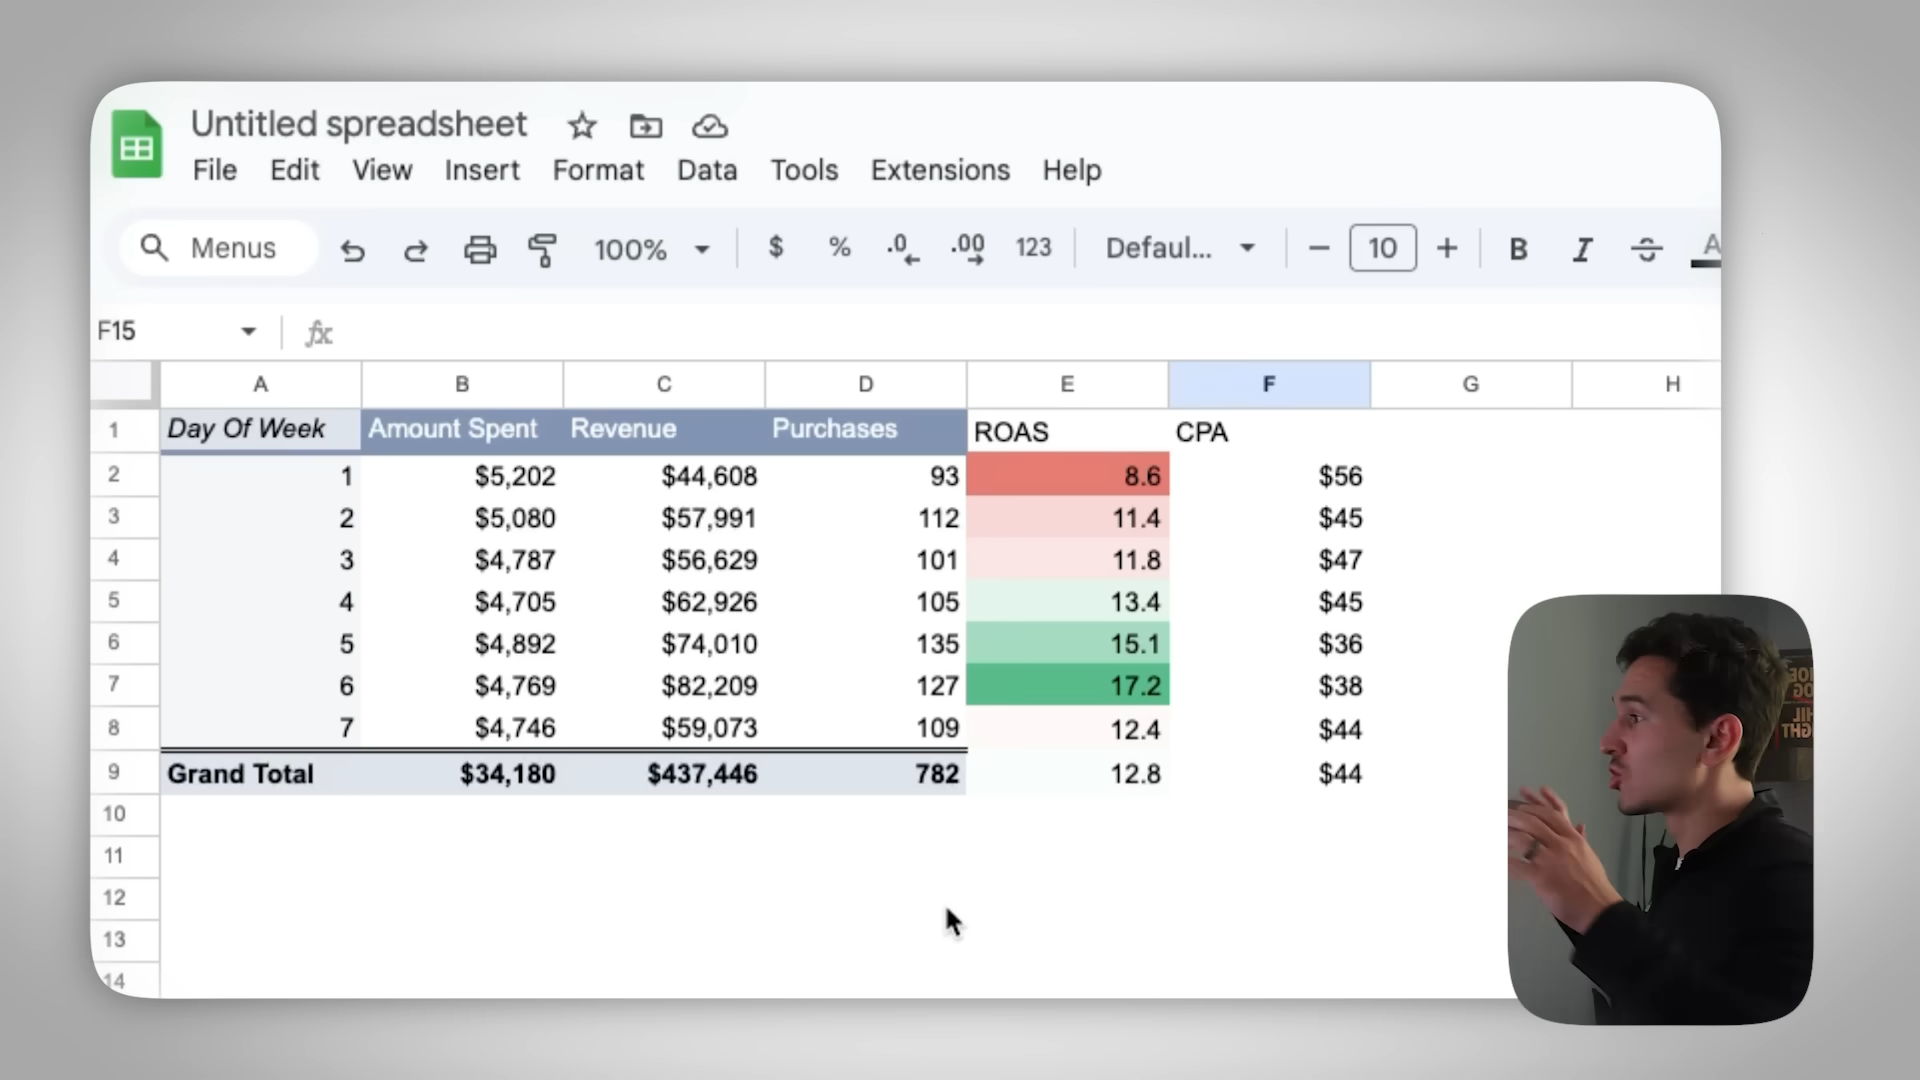 Untitled spreadsheet
File Edit View Insert Format Data Tools Extensions Help
Menus 100% $ % .0 .00 123 Defaul... 10 B I A
F15 fx
A B C D E F G H
1 Day Of Week Amount Spent Revenue Purchases ROAS CPA
2 1 $5,202 $44,608 93 8.6 $56
3 2 $5,080 $57,991 112 11.4 $45
4 3 $4,787 $56,629 101 11.8 $47
5 4 $4,705 $62,926 105 13.4 $45
6 5 $4,892 $74,010 135 15.1 $36
7 6 $4,769 $82,209 127 17.2 $38
8 7 $4,746 $59,073 109 12.4 $44
9 Grand Total $34,180 $437,446 782 12.8 $44
10
11
12
13
14